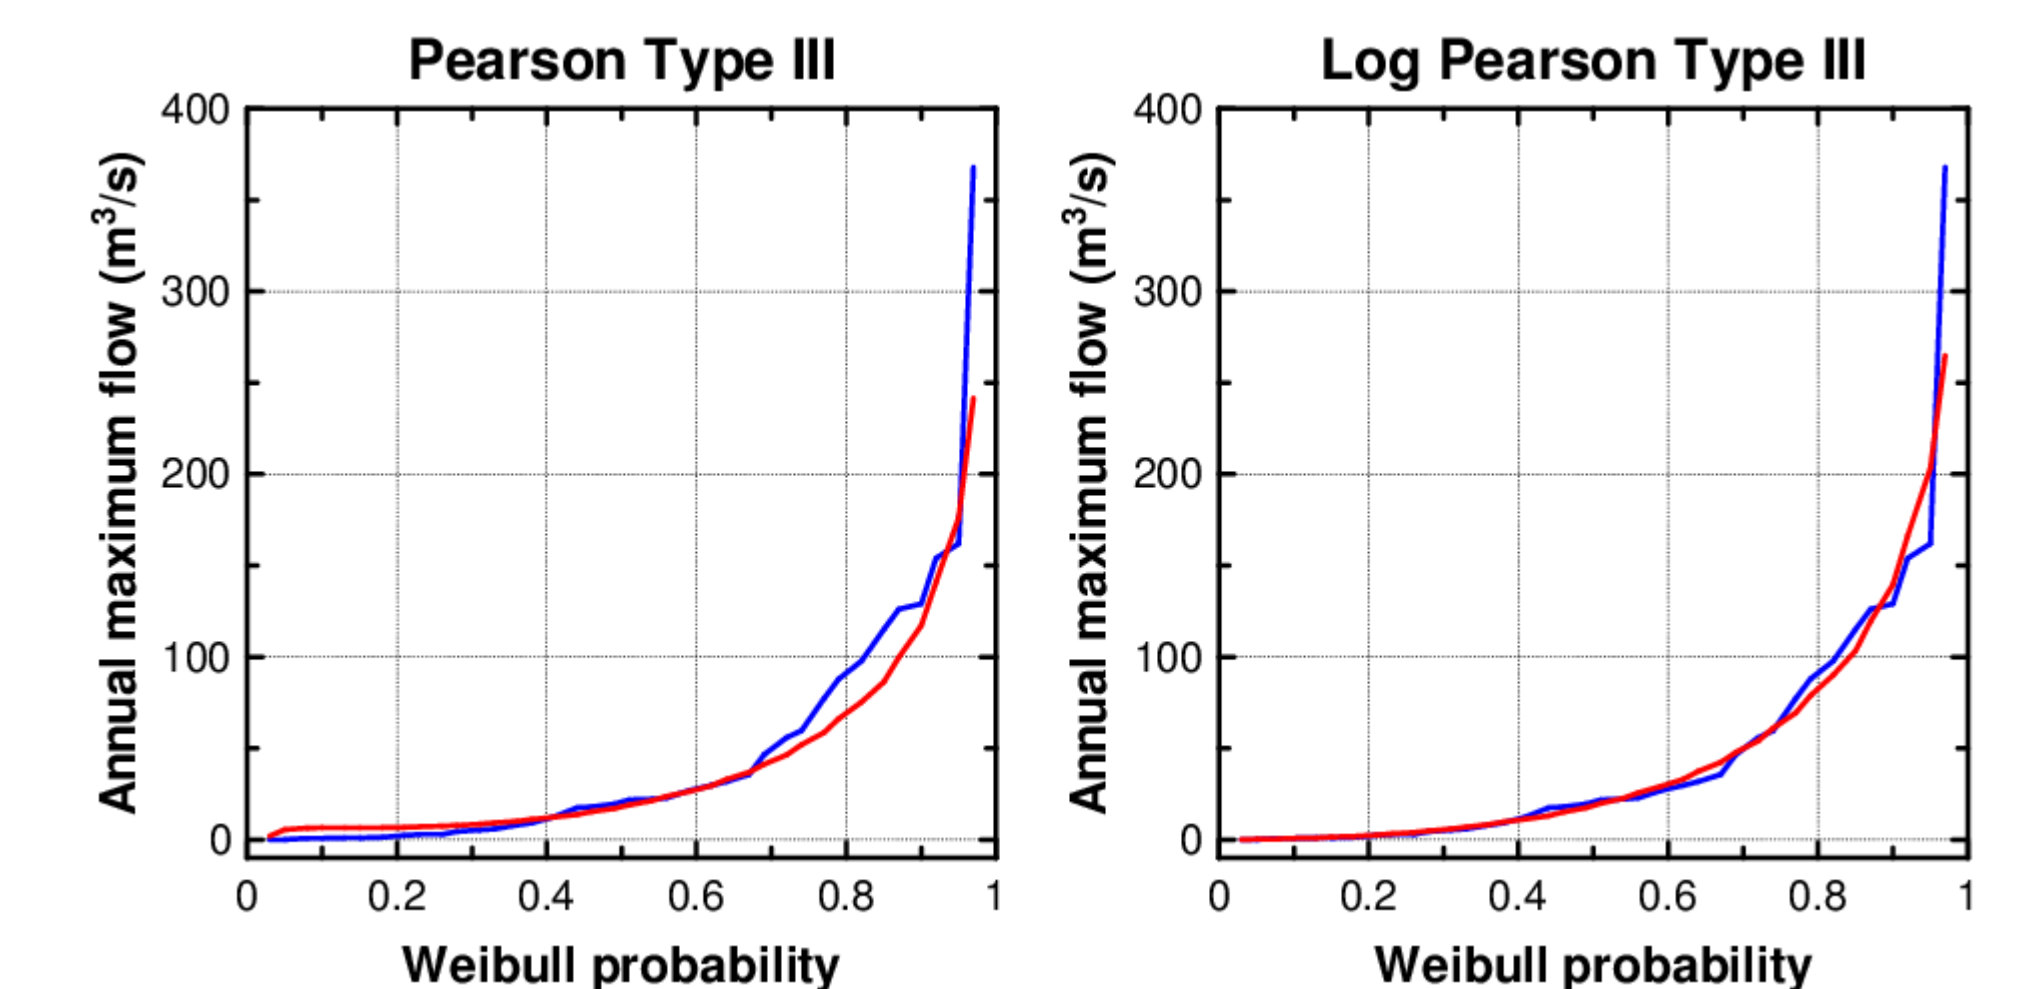 Pearson Type III
400
300
200
100
0
0 0.2 0.4 0.6 0.8 1
Annual maximum flow (m³/s)
Weibull probability
Log Pearson Type III
400
300
200
100
0
0 0.2 0.4 0.6 0.8 1
Annual maximum flow (m³/s)
Weibull probability